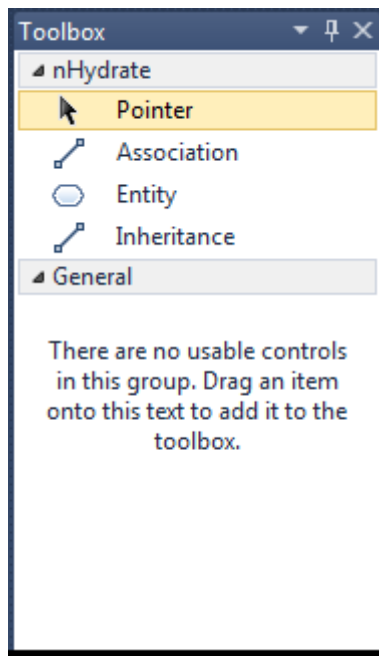 Toolbox
nHydrate
Pointer
Association
Entity
Inheritance
General
There are no usable controls
in this group. Drag an item
onto this text to add it to the
toolbox.